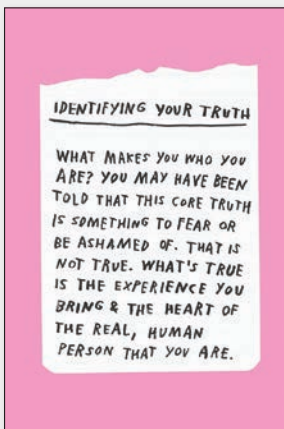 IDENTIFYING YOUR TRUTH
WHAT MAKES YOU WHO YOU
ARE? YOU MAY HAVE BEEN
TOLD THAT THIS CORE TRUTH
IS SOMETHING TO FEAR OR
BE ASHAMED OF. THAT IS
NOT TRUE. WHAT'S TRUE
IS THE EXPERIENCE YOU
BRING & THE HEART OF
THE REAL, HUMAN
PERSON THAT YOU ARE.